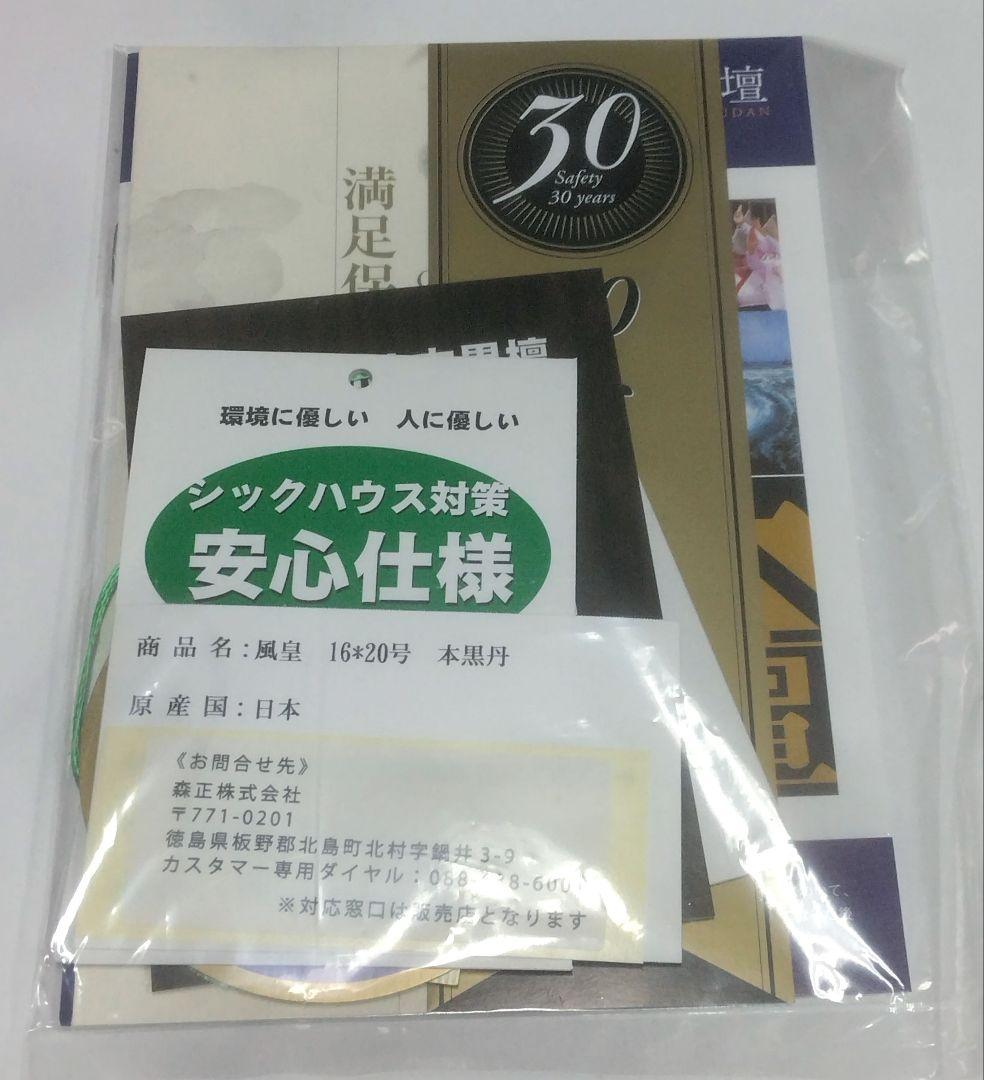 壇
UDAN
30
Safety
30 years
満足保
黒壇
環境に優しい 人に優しい
シックハウス対策
安心仕様
商品名:風皇 16*20号 本黒丹
原産国:日本
《お問合せ先》
森正株式会社
〒771-0201
徳島県板野郡北島町北村字鍋井3-9
カスタマー専用ダイヤル:
※対応窓口は販売店となります